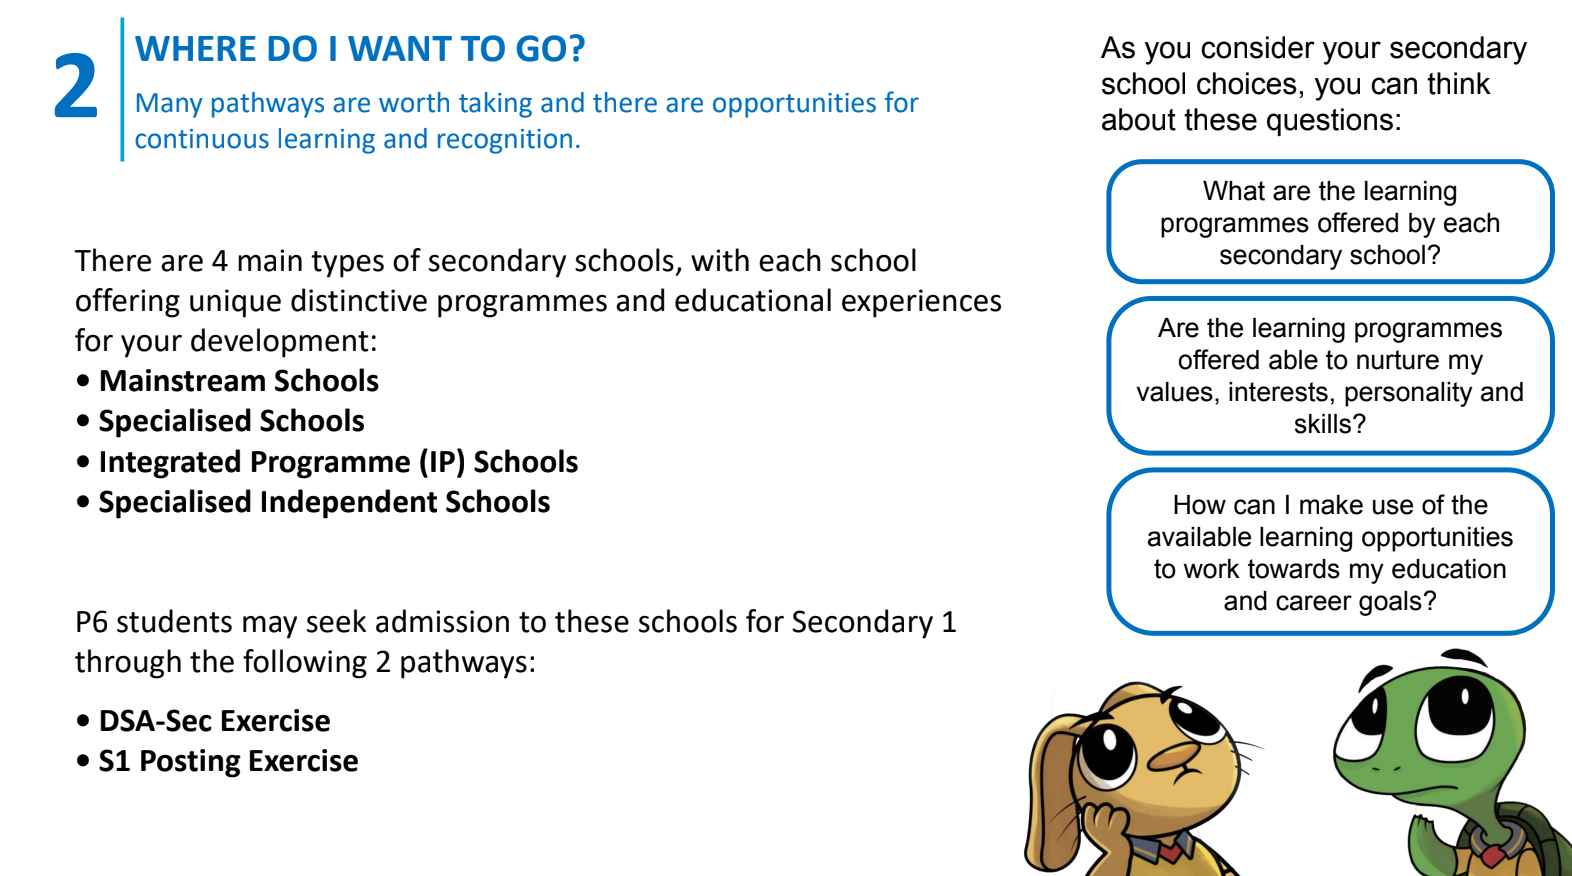 2
WHERE DO I WANT TO GO?
Many pathways are worth taking and there are opportunities for
continuous learning and recognition.
There are 4 main types of secondary schools, with each school
offering unique distinctive programmes and educational experiences
for your development:
• Mainstream Schools
• Specialised Schools
• Integrated Programme (IP) Schools
• Specialised Independent Schools
P6 students may seek admission to these schools for Secondary 1
through the following 2 pathways:
• DSA-Sec Exercise
• S1 Posting Exercise
As you consider your secondary
school choices, you can think
about these questions:
What are the learning
programmes offered by each
secondary school?
Are the learning programmes
offered able to nurture my
values, interests, personality and
skills?
How can I make use of the
available learning opportunities
to work towards my education
and career goals?